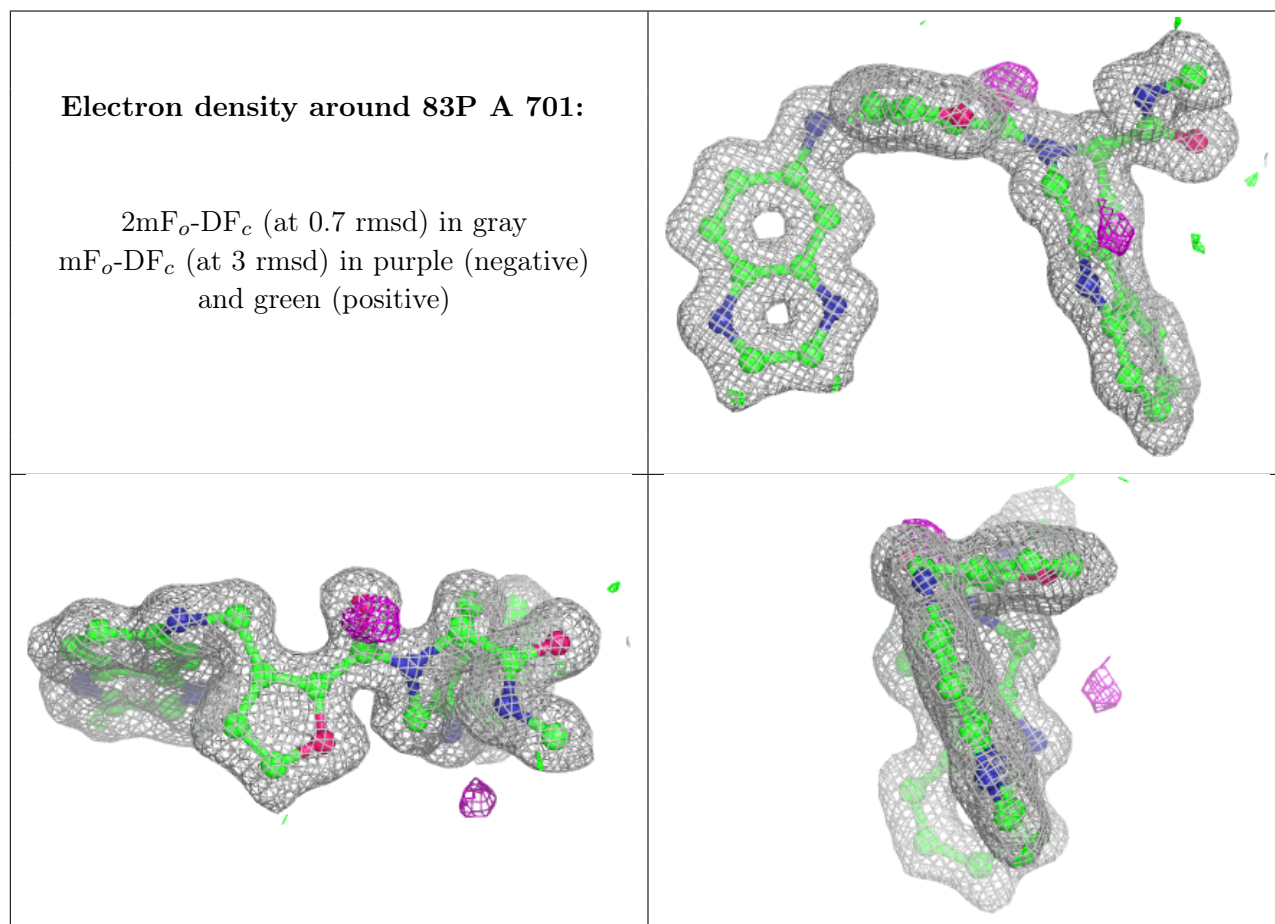 Electron density around 83P A 701:
2mFo-DFc (at 0.7 rmsd) in gray
mFo-DFc (at 3 rmsd) in purple (negative)
and green (positive)